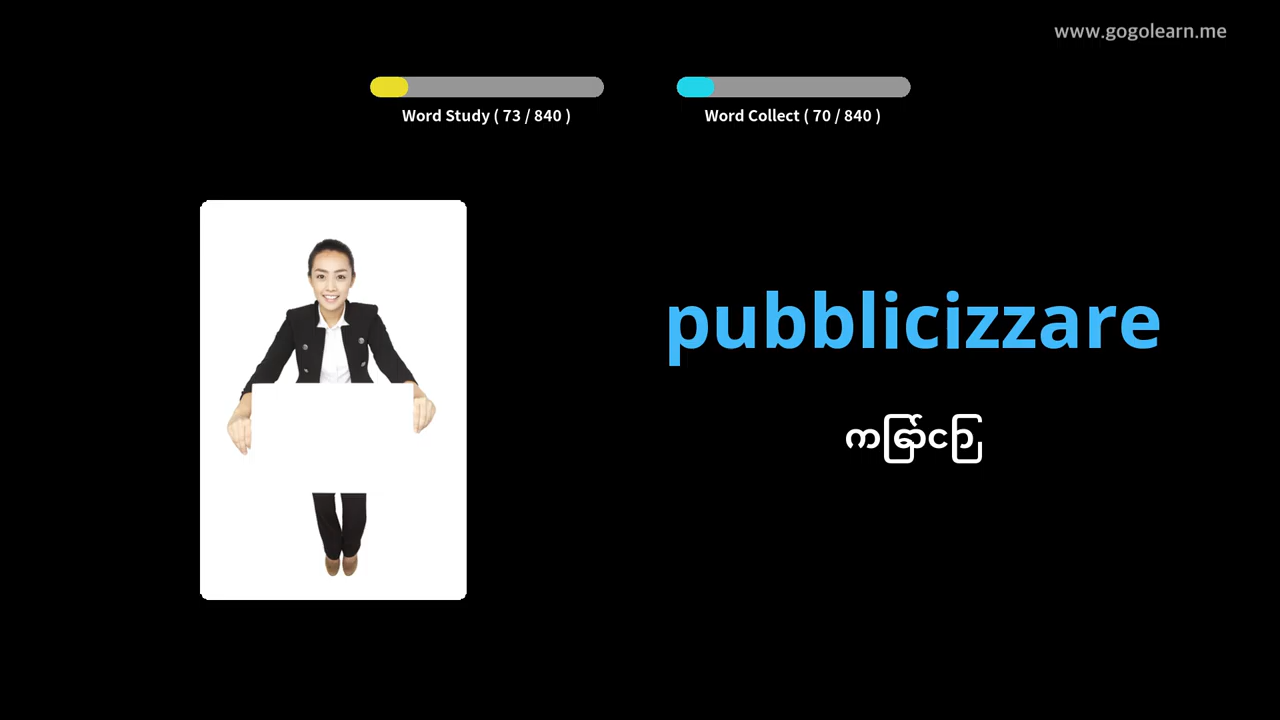 www.gogolearn.me
Word Study ( 73 / 840 )
Word Collect ( 70 / 840 )
pubblicizzare
ကြော်ငြာ